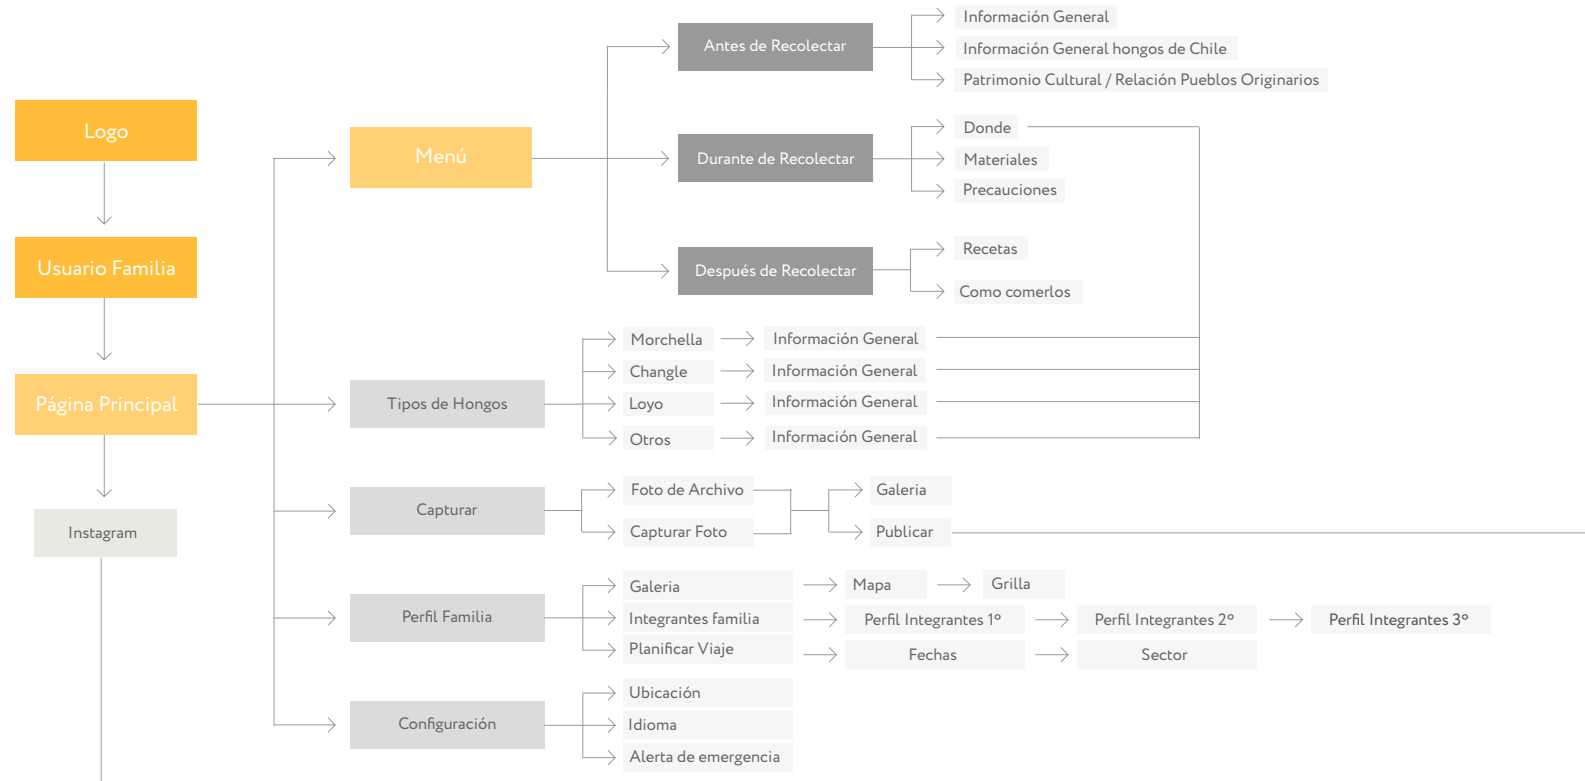 Logo
Usuario Familia
Página Principal
Instagram
Menú
Antes de Recolectar
Información General
Información General hongos de Chile
Patrimonio Cultural / Relación Pueblos Originarios
Durante de Recolectar
Donde
Materiales
Precauciones
Después de Recolectar
Recetas
Como comerlos
Tipos de Hongos
Morchella
Información General
Changle
Información General
Loyo
Información General
Otros
Información General
Capturar
Foto de Archivo
Capturar Foto
Galeria
Publicar
Perfil Familia
Galeria
Mapa
Grilla
Integrantes familia
Perfil Integrantes 1º
Perfil Integrantes 2º
Perfil Integrantes 3º
Planificar Viaje
Fechas
Sector
Configuración
Ubicación
Idioma
Alerta de emergencia